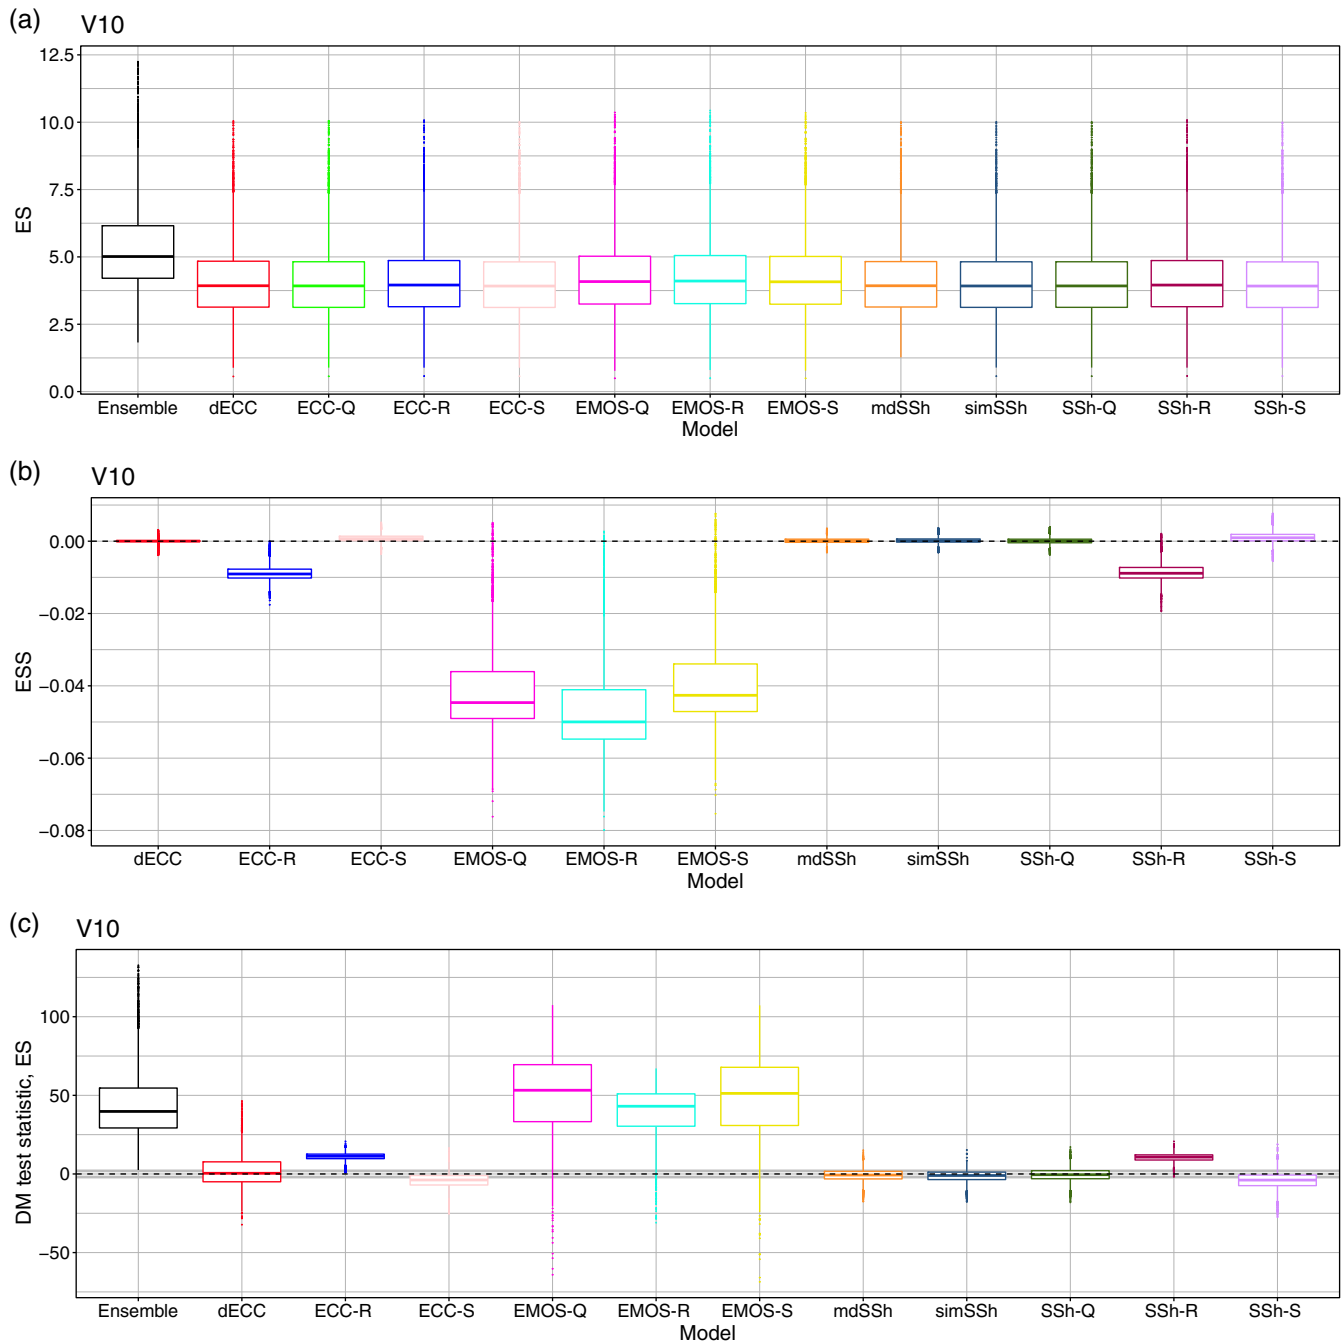 (a)
V10
12.5
10.0
7.5
5.0
2.5
0.0
ES
Ensemble dECC ECC-Q ECC-R ECC-S EMOS-Q EMOS-R EMOS-S mdSSh simSSh SSh-Q SSh-R SSh-S
Model
(b)
V10
0.00
−0.02
−0.04
−0.06
−0.08
ESS
dECC ECC-R ECC-S EMOS-Q EMOS-R EMOS-S mdSSh simSSh SSh-Q SSh-R SSh-S
Model
(c)
V10
100
50
0
−50
DM test statistic, ES
Ensemble dECC ECC-R ECC-S EMOS-Q EMOS-R EMOS-S mdSSh simSSh SSh-Q SSh-R SSh-S
Model